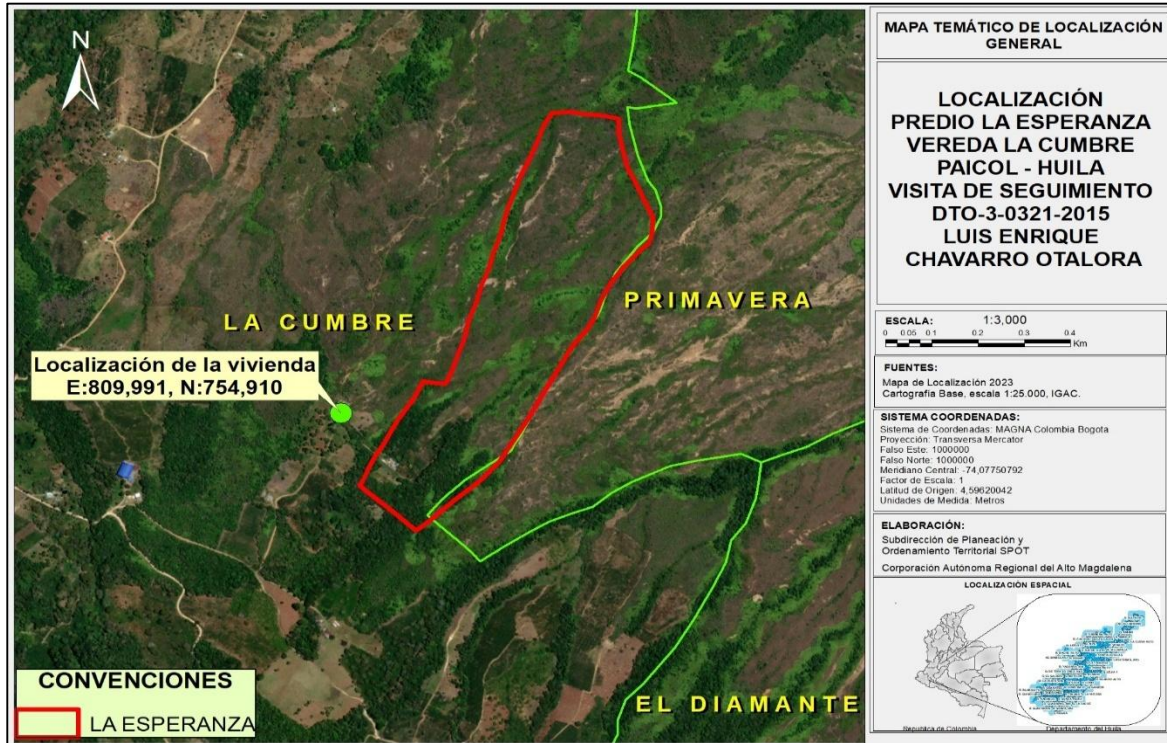 N
LA CUMBRE
PRIMAVERA
Localización de la vivienda
E:809,991, N:754,910
EL DIAMANTE
CONVENCIONES
LA ESPERANZA
MAPA TEMÁTICO DE LOCALIZACIÓN
GENERAL
LOCALIZACIÓN
PREDIO LA ESPERANZA
VEREDA LA CUMBRE
PAICOL - HUILA
VISITA DE SEGUIMIENTO
DTO-3-0321-2015
LUIS ENRIQUE
CHAVARRO OTALORA
ESCALA: 1:3,000
0 0.05 0.1 0.2 0.3 0.4
Km
FUENTES:
Mapa de Localización 2023
Cartografia Base, escala 1:25.000, IGAC.
SISTEMA COORDENADAS:
Sistema de Coordenadas: MAGNA Colombia Bogota
Proyección: Transversa Mercator
Falso Este: 1000000
Falso Norte: 1000000
Meridiano Central: -74,07750792
Factor de Escala: 1
Latitud de Origen: 4,59620042
Unidades de Medida: Metros
ELABORACIÓN:
Subdirección de Planeación y
Ordenamiento Territorial SPOT
Corporación Autónoma Regional del Alto Magdalena
LOCALIZACIÓN ESPACIAL
Republica de Colombia
Departamento del Huila